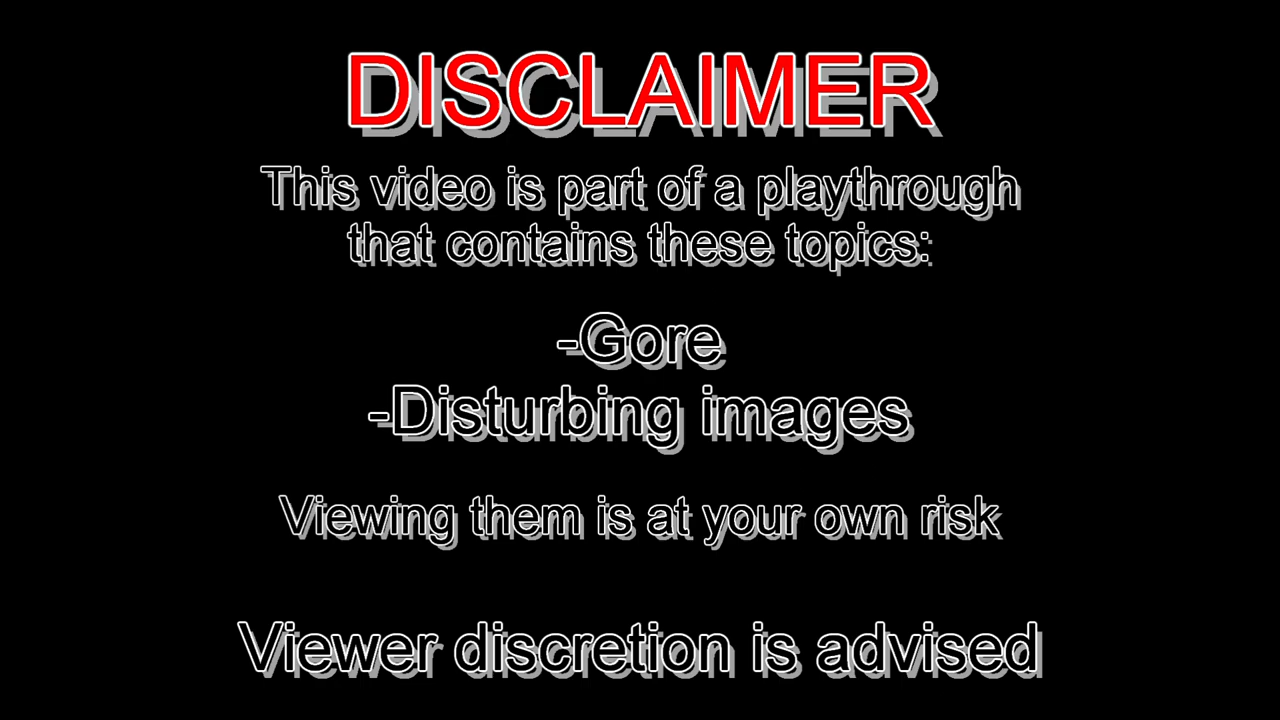 DISCLAIMER
This video is part of a playthrough
that contains these topics:
-Gore
-Disturbing images
Viewing them is at your own risk
Viewer discretion is advised